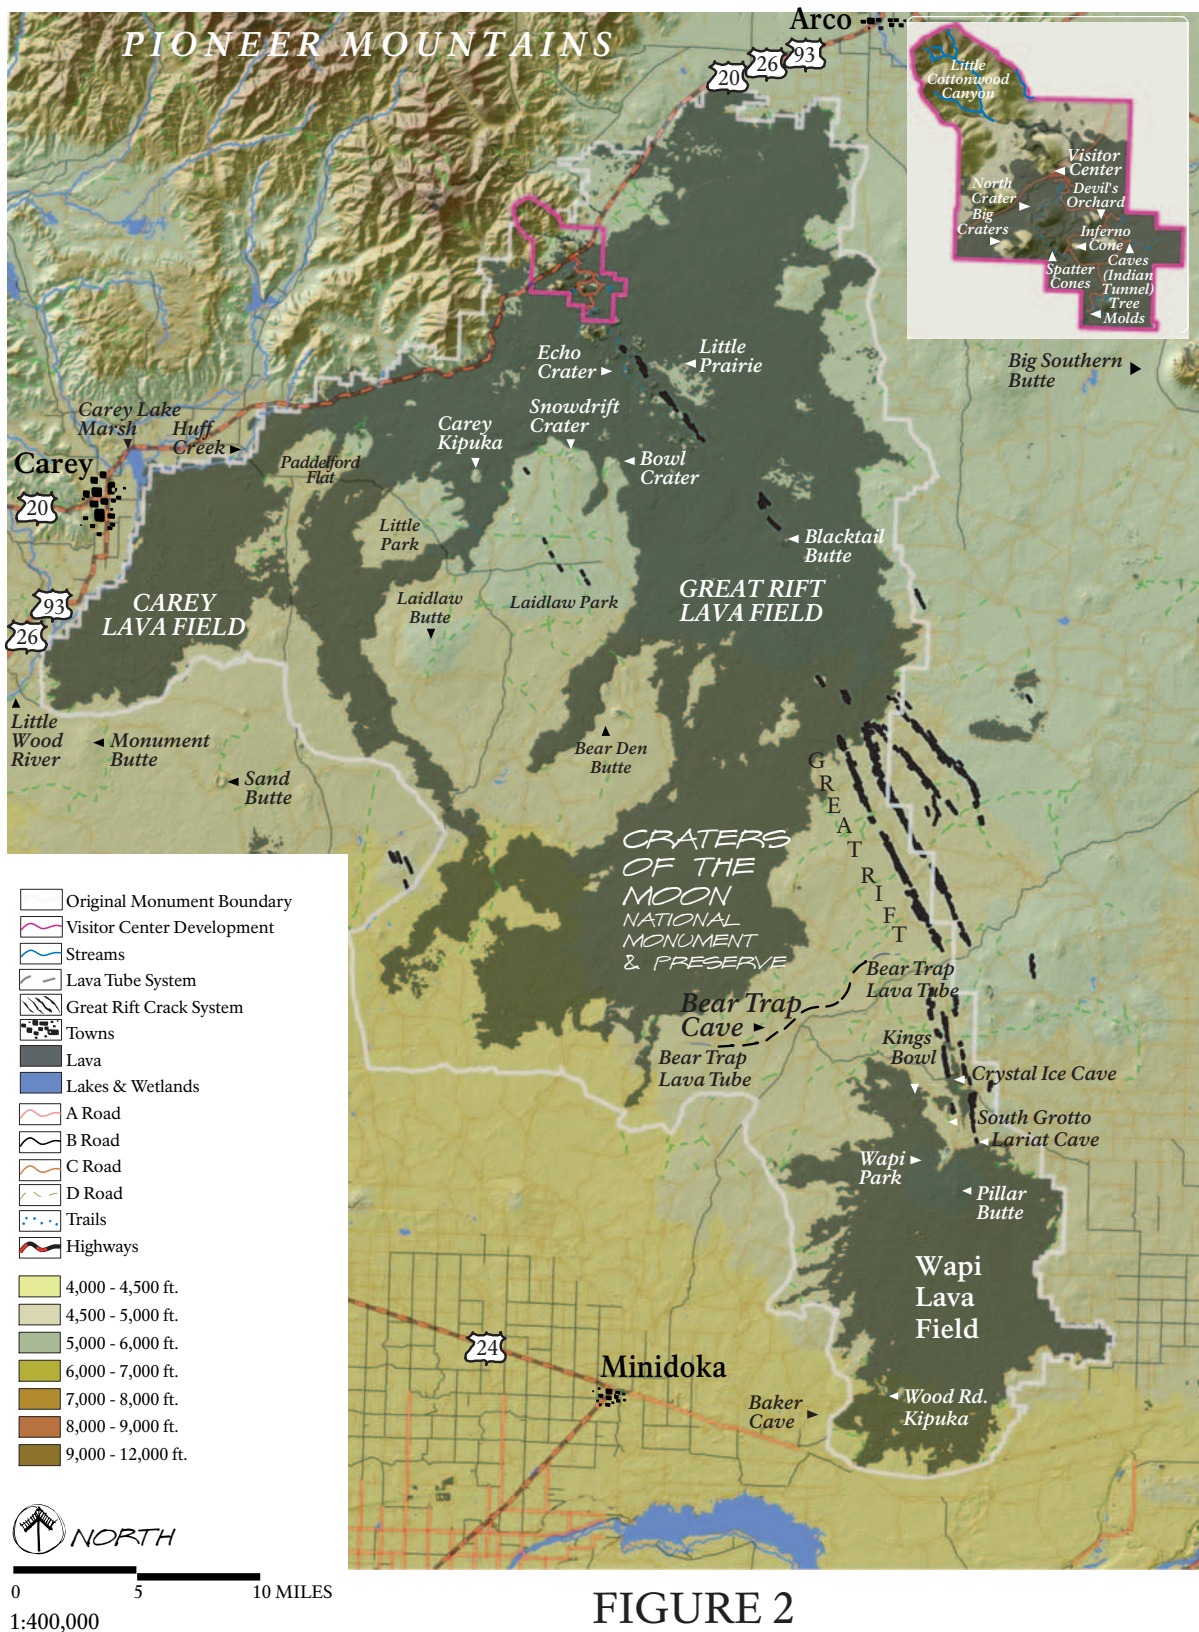 Arco
PIONEER MOUNTAINS
20
26
93
Little
Cottonwood
Canyon
Visitor
Center
North
Crater
Devil's
Orchard
Big
Craters
Inferno
Cone
Spatter
Cones
Caves
(Indian
Tunnel)
Tree
Molds
Big Southern
Butte
Echo
Crater
Little
Prairie
Snowdrift
Crater
Carey
Kipuka
Bowl
Crater
Carey Lake
Marsh
Huff
Creek
Carey
20
Paddelford
Flat
Little
Park
Blacktail
Butte
93
26
CAREY
LAVA FIELD
Laidlaw
Butte
Laidlaw Park
GREAT RIFT
LAVA FIELD
Little
Wood
River
Monument
Butte
Sand
Butte
Bear Den
Butte
GREAT RIFT
CRATERS
OF THE
MOON
NATIONAL
MONUMENT
& PRESERVE
Bear Trap
Lava Tube
Bear Trap
Cave
Bear Trap
Lava Tube
Kings
Bowl
Crystal Ice Cave
South Grotto
Lariat Cave
Wapi
Park
Pillar
Butte
Wapi
Lava
Field
24
Minidoka
Baker
Cave
Wood Rd.
Kipuka
Original Monument Boundary
Visitor Center Development
Streams
Lava Tube System
Great Rift Crack System
Towns
Lava
Lakes & Wetlands
A Road
B Road
C Road
D Road
Trails
Highways
4,000 - 4,500 ft.
4,500 - 5,000 ft.
5,000 - 6,000 ft.
6,000 - 7,000 ft.
7,000 - 8,000 ft.
8,000 - 9,000 ft.
9,000 - 12,000 ft.
NORTH
0 5 10 MILES
1:400,000
FIGURE 2